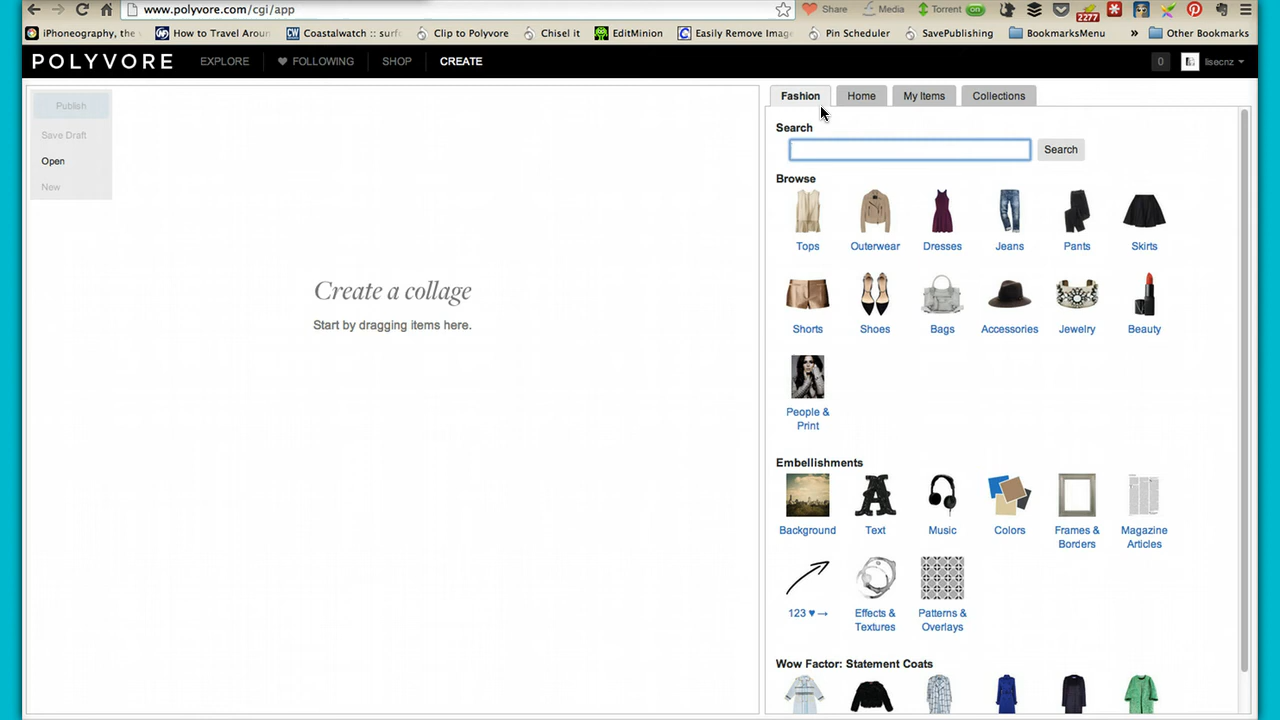 www.polyvore.com/cgi/app
Share
Media
Torrent on
2277
iPhoneography, the
How to Travel Aroun
Coastalwatch :: surf
Clip to Polyvore
Chisel it
EditMinion
Easily Remove Imag
Pin Scheduler
SavePublishing
BookmarksMenu
»
Other Bookmarks
POLYVORE
EXPLORE
FOLLOWING
SHOP
CREATE
0
lisecnz
Publish
Save Draft
Open
New
Create a collage
Start by dragging items here.
Fashion
Home
My Items
Collections
Search
Search
Browse
Tops
Outerwear
Dresses
Jeans
Pants
Skirts
Shorts
Shoes
Bags
Accessories
Jewelry
Beauty
People &
Print
Embellishments
Background
A
Text
Music
Colors
Frames &
Borders
Magazine
Articles
123 ♥ →
Effects &
Textures
Patterns &
Overlays
Wow Factor: Statement Coats